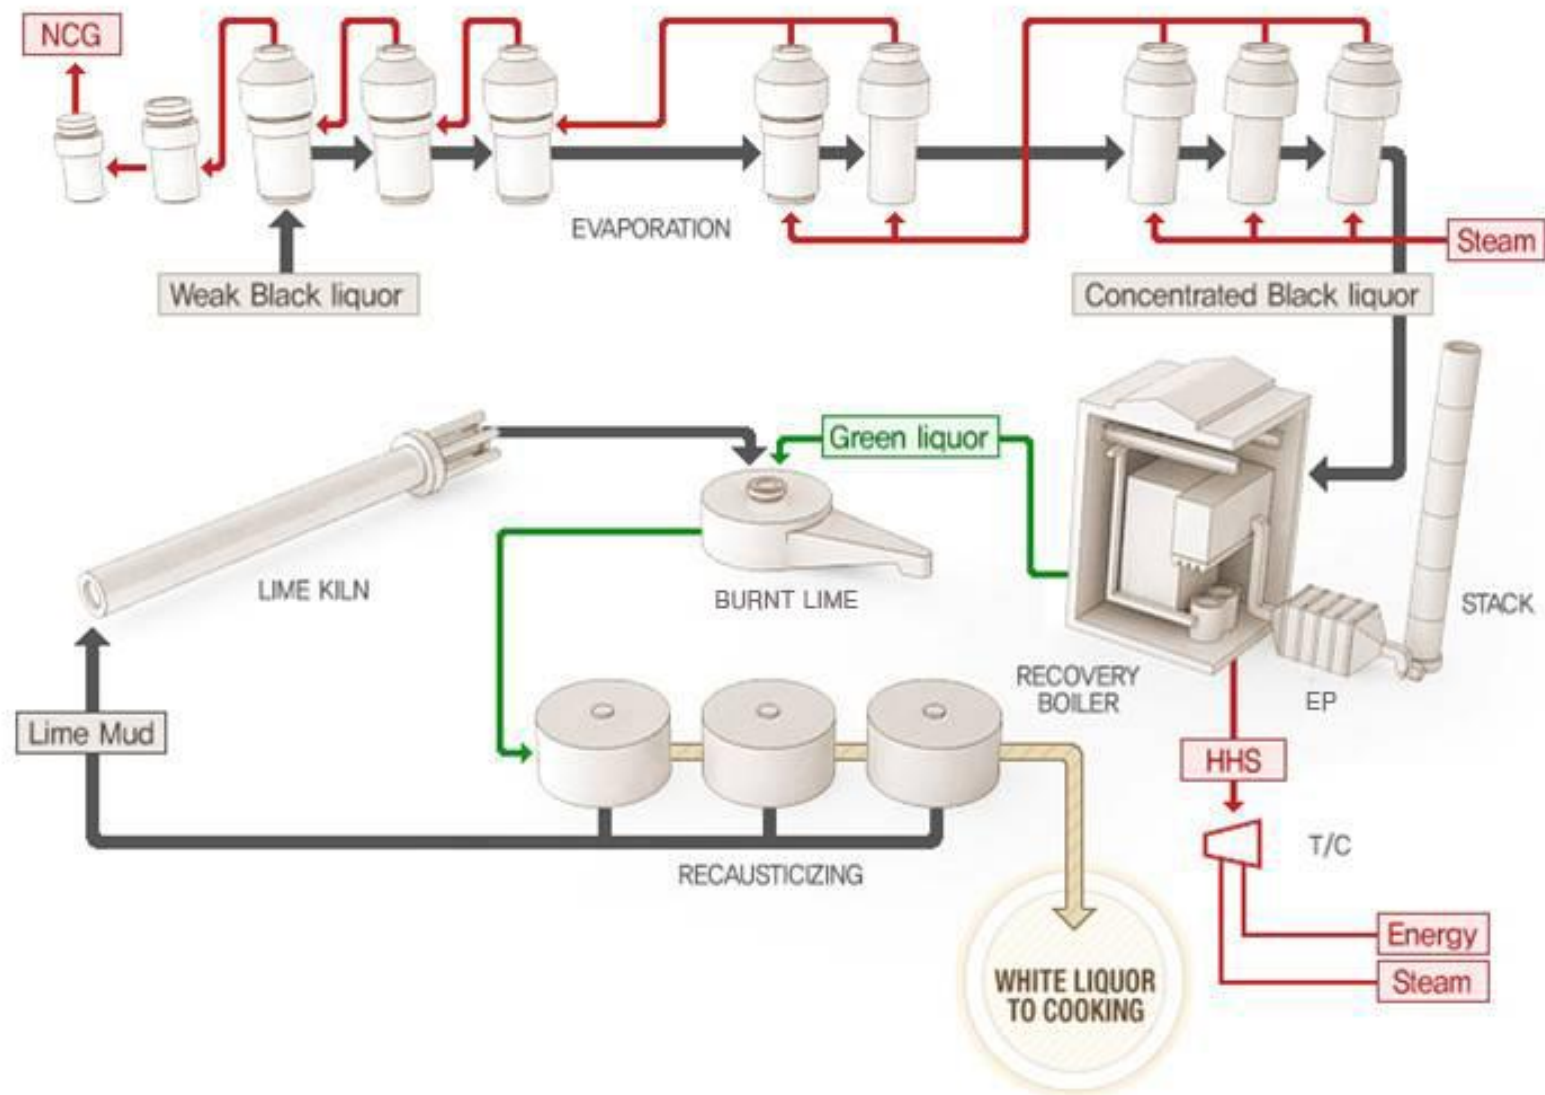 NCG
EVAPORATION
Steam
Weak Black liquor
Concentrated Black liquor
Green liquor
LIME KILN
BURNT LIME
STACK
RECOVERY
BOILER
EP
Lime Mud
HHS
T/C
RECAUSTICIZING
Energy
Steam
WHITE LIQUOR
TO COOKING